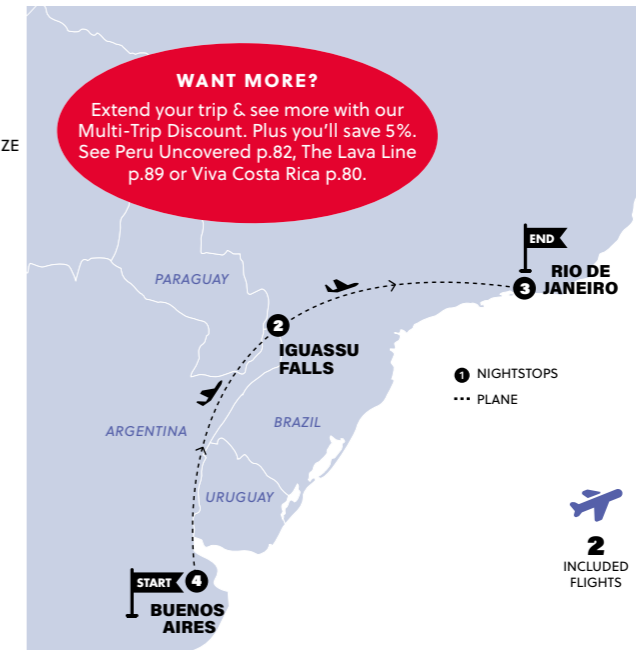 WANT MORE?
Extend your trip & see more with our
Multi-Trip Discount. Plus you'll save 5%.
See Peru Uncovered p.82, The Lava Line
p.89 or Viva Costa Rica p.80.
ZE
END
RIO DE
JANEIRO
3
PARAGUAY
2
IGUASSU
FALLS
1 NIGHTSTOPS
PLANE
ARGENTINA
BRAZIL
URUGUAY
2
INCLUDED
FLIGHTS
START 4
BUENOS
AIRES